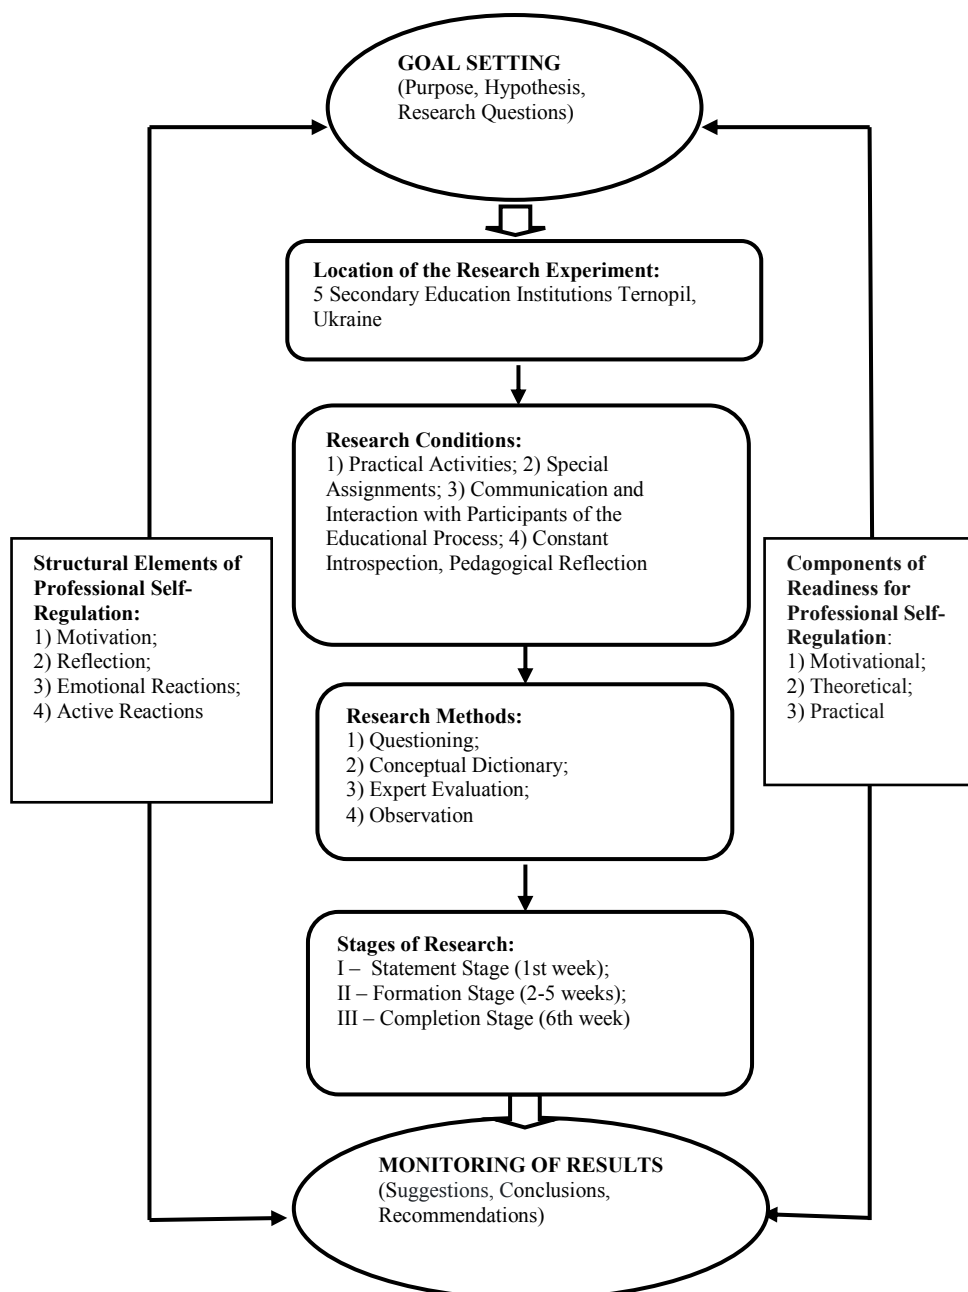 GOAL SETTING
(Purpose, Hypothesis,
Research Questions)
Location of the Research Experiment:
5 Secondary Education Institutions Ternopil,
Ukraine
Research Conditions:
1) Practical Activities; 2) Special
Assignments; 3) Communication and
Interaction with Participants of the
Educational Process; 4) Constant
Introspection, Pedagogical Reflection
Structural Elements of
Professional Self-
Regulation:
1) Motivation;
2) Reflection;
3) Emotional Reactions;
4) Active Reactions
Components of
Readiness for
Professional Self-
Regulation:
1) Motivational;
2) Theoretical;
3) Practical
Research Methods:
1) Questioning;
2) Conceptual Dictionary;
3) Expert Evaluation;
4) Observation
Stages of Research:
I – Statement Stage (1st week);
II – Formation Stage (2-5 weeks);
III – Completion Stage (6th week)
MONITORING OF RESULTS
(Suggestions, Conclusions,
Recommendations)